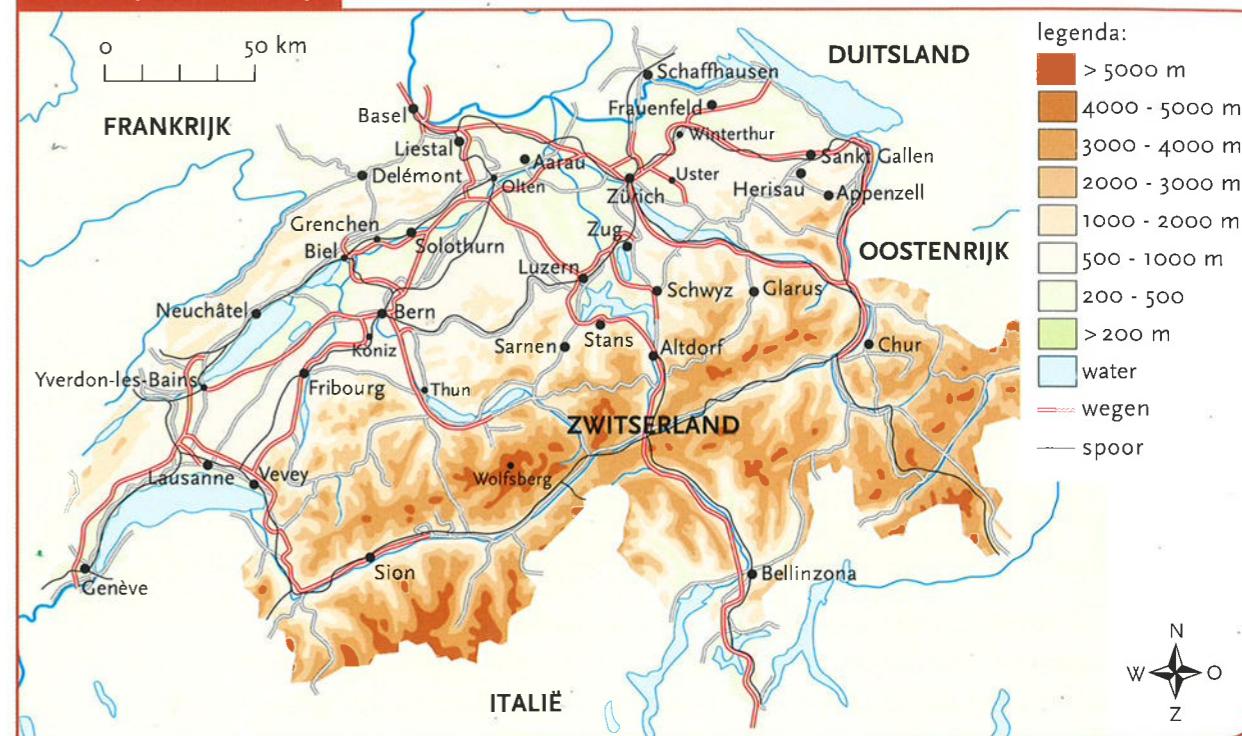 0 50 km
DUITSLAND
FRANKRIJK
Schaffhausen
Basel
Frauenfeld
Liestal
Winterthur
Aarau
Sankt Gallen
Delémont
Olten
Zürich
Uster
Herisau
Appenzell
Grenchen
Solothurn
Biel
Zug
OOSTENRIJK
Luzern
Schwyz
Glarus
Neuchâtel
Bern
Köniz
Sarnen
Stans
Altdorf
Chur
Yverdon-les-Bains
Fribourg
Thun
ZWITSERLAND
Lausanne
Vevey
Wolfsberg
Genève
Sion
Bellinzona
ITALIË
legenda:
> 5000 m
4000 - 5000 m
3000 - 4000 m
2000 - 3000 m
1000 - 2000 m
500 - 1000 m
200 - 500
> 200 m
water
wegen
spoor
N
W O
Z